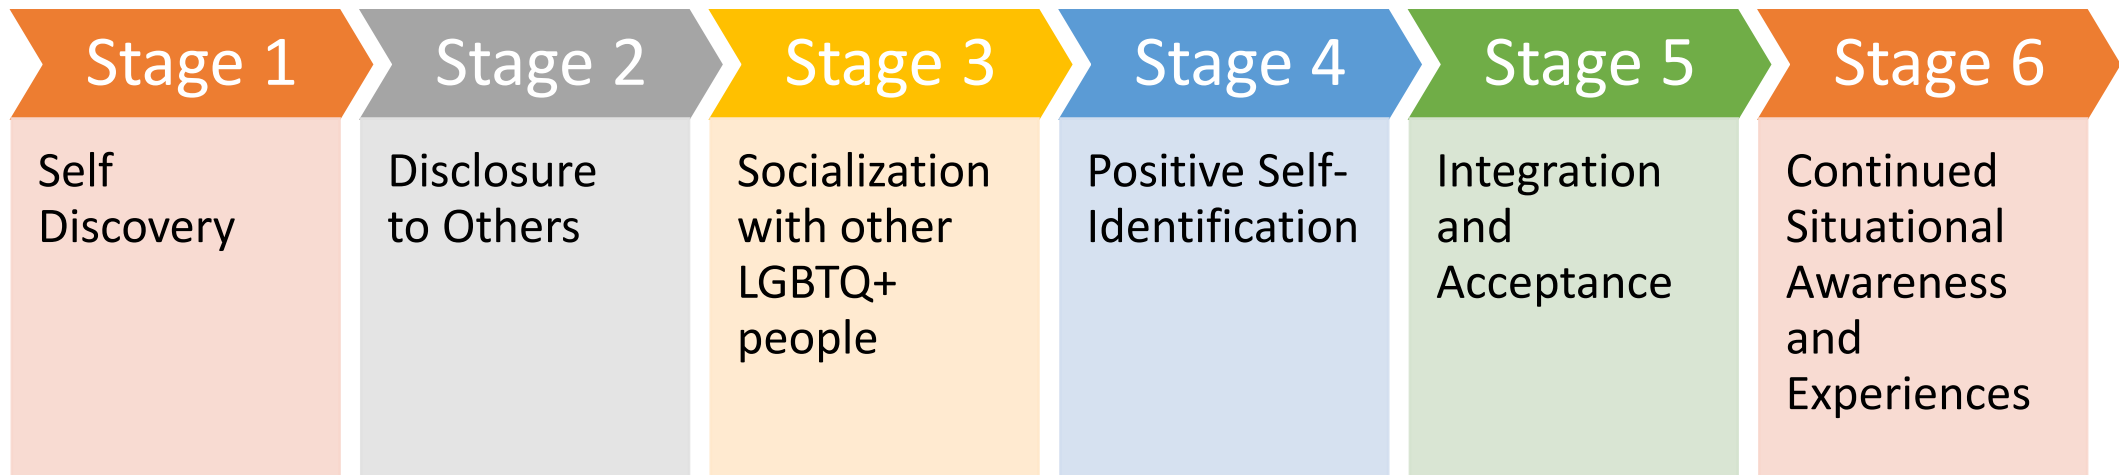 Stage 1
Self
Discovery
Stage 2
Disclosure
to Others
Stage 3
Socialization
with other
LGBTQ+
people
Stage 4
Positive Self-
Identification
Stage 5
Integration
and
Acceptance
Stage 6
Continued
Situational
Awareness
and
Experiences